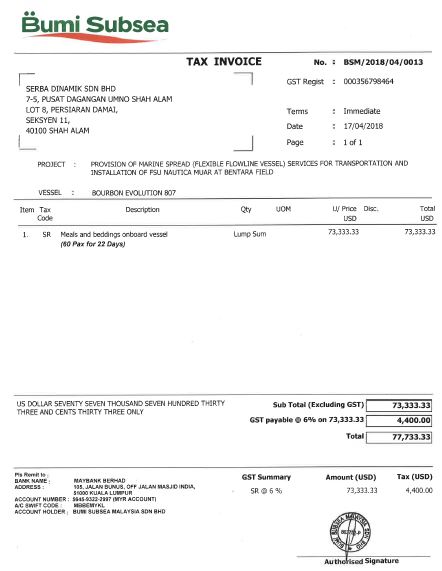 Bumi Subsea
TAX INVOICE
No. : BSM/2018/04/0013
SERBA DINAMIK SDN BHD
7-5, PUSAT DAGANGAN UMNO SHAH ALAM
LOT 8, PERSIARAN DAMAI,
SEKSYEN 11,
40100 SHAH ALAM
GST Regist : 000356798464
Terms : Immediate
Date : 17/04/2018
Page : 1 of 1
PROJECT : PROVISION OF MARINE SPREAD (FLEXIBLE FLOWLINE VESSEL) SERVICES FOR TRANSPORTATION AND
INSTALLATION OF FSU NAUTICA MUAR AT BENTARA FIELD
VESSEL : BOURBON EVOLUTION 807
Item Tax Code Description Qty UOM U/ Price USD Disc. Total USD
1. SR Meals and beddings onboard vessel Lump Sum 73,333.33 73,333.33
(60 Pax for 22 Days)
US DOLLAR SEVENTY SEVEN THOUSAND SEVEN HUNDRED THIRTY
THREE AND CENTS THIRTY THREE ONLY
Sub Total (Excluding GST) 73,333.33
GST payable @ 6% on 73,333.33 4,400.00
Total 77,733.33
Pls Remit to :
BANK NAME : MAYBANK BERHAD
ADDRESS : 105, JALAN BUNUS, OFF JALAN MASJID INDIA,
51000 KUALA LUMPUR
ACCOUNT NUMBER : 5645-9322-2997 (MYR ACCOUNT)
A/C SWIFT CODE : MBBEMYKL
ACCOUNT HOLDER : BUMI SUBSEA MALAYSIA SDN BHD
GST Summary Amount (USD) Tax (USD)
SR @ 6 % 73,333.33 4,400.00
BUMI SUBSEA MALAYSIA SDN BHD
Authorised Signature